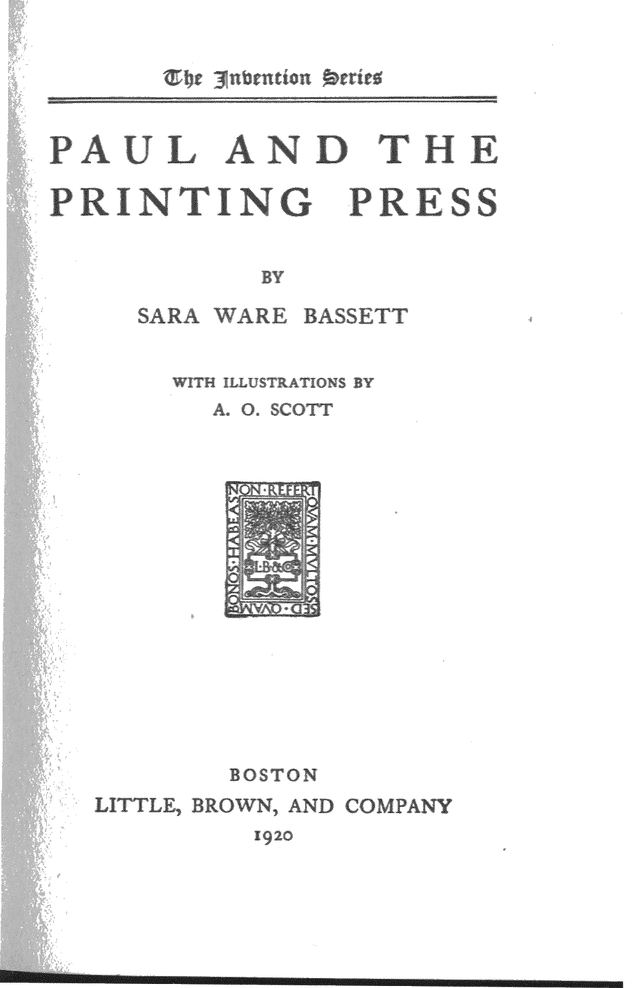 The Invention Series
PAUL AND THE
PRINTING PRESS
BY
SARA WARE BASSETT
WITH ILLUSTRATIONS BY
A. O. SCOTT
NON·REFERT
QVAM·MVLTOS
SED·QVAM
BONOS·HABEAS
L·B·&Co
BOSTON
LITTLE, BROWN, AND COMPANY
1920